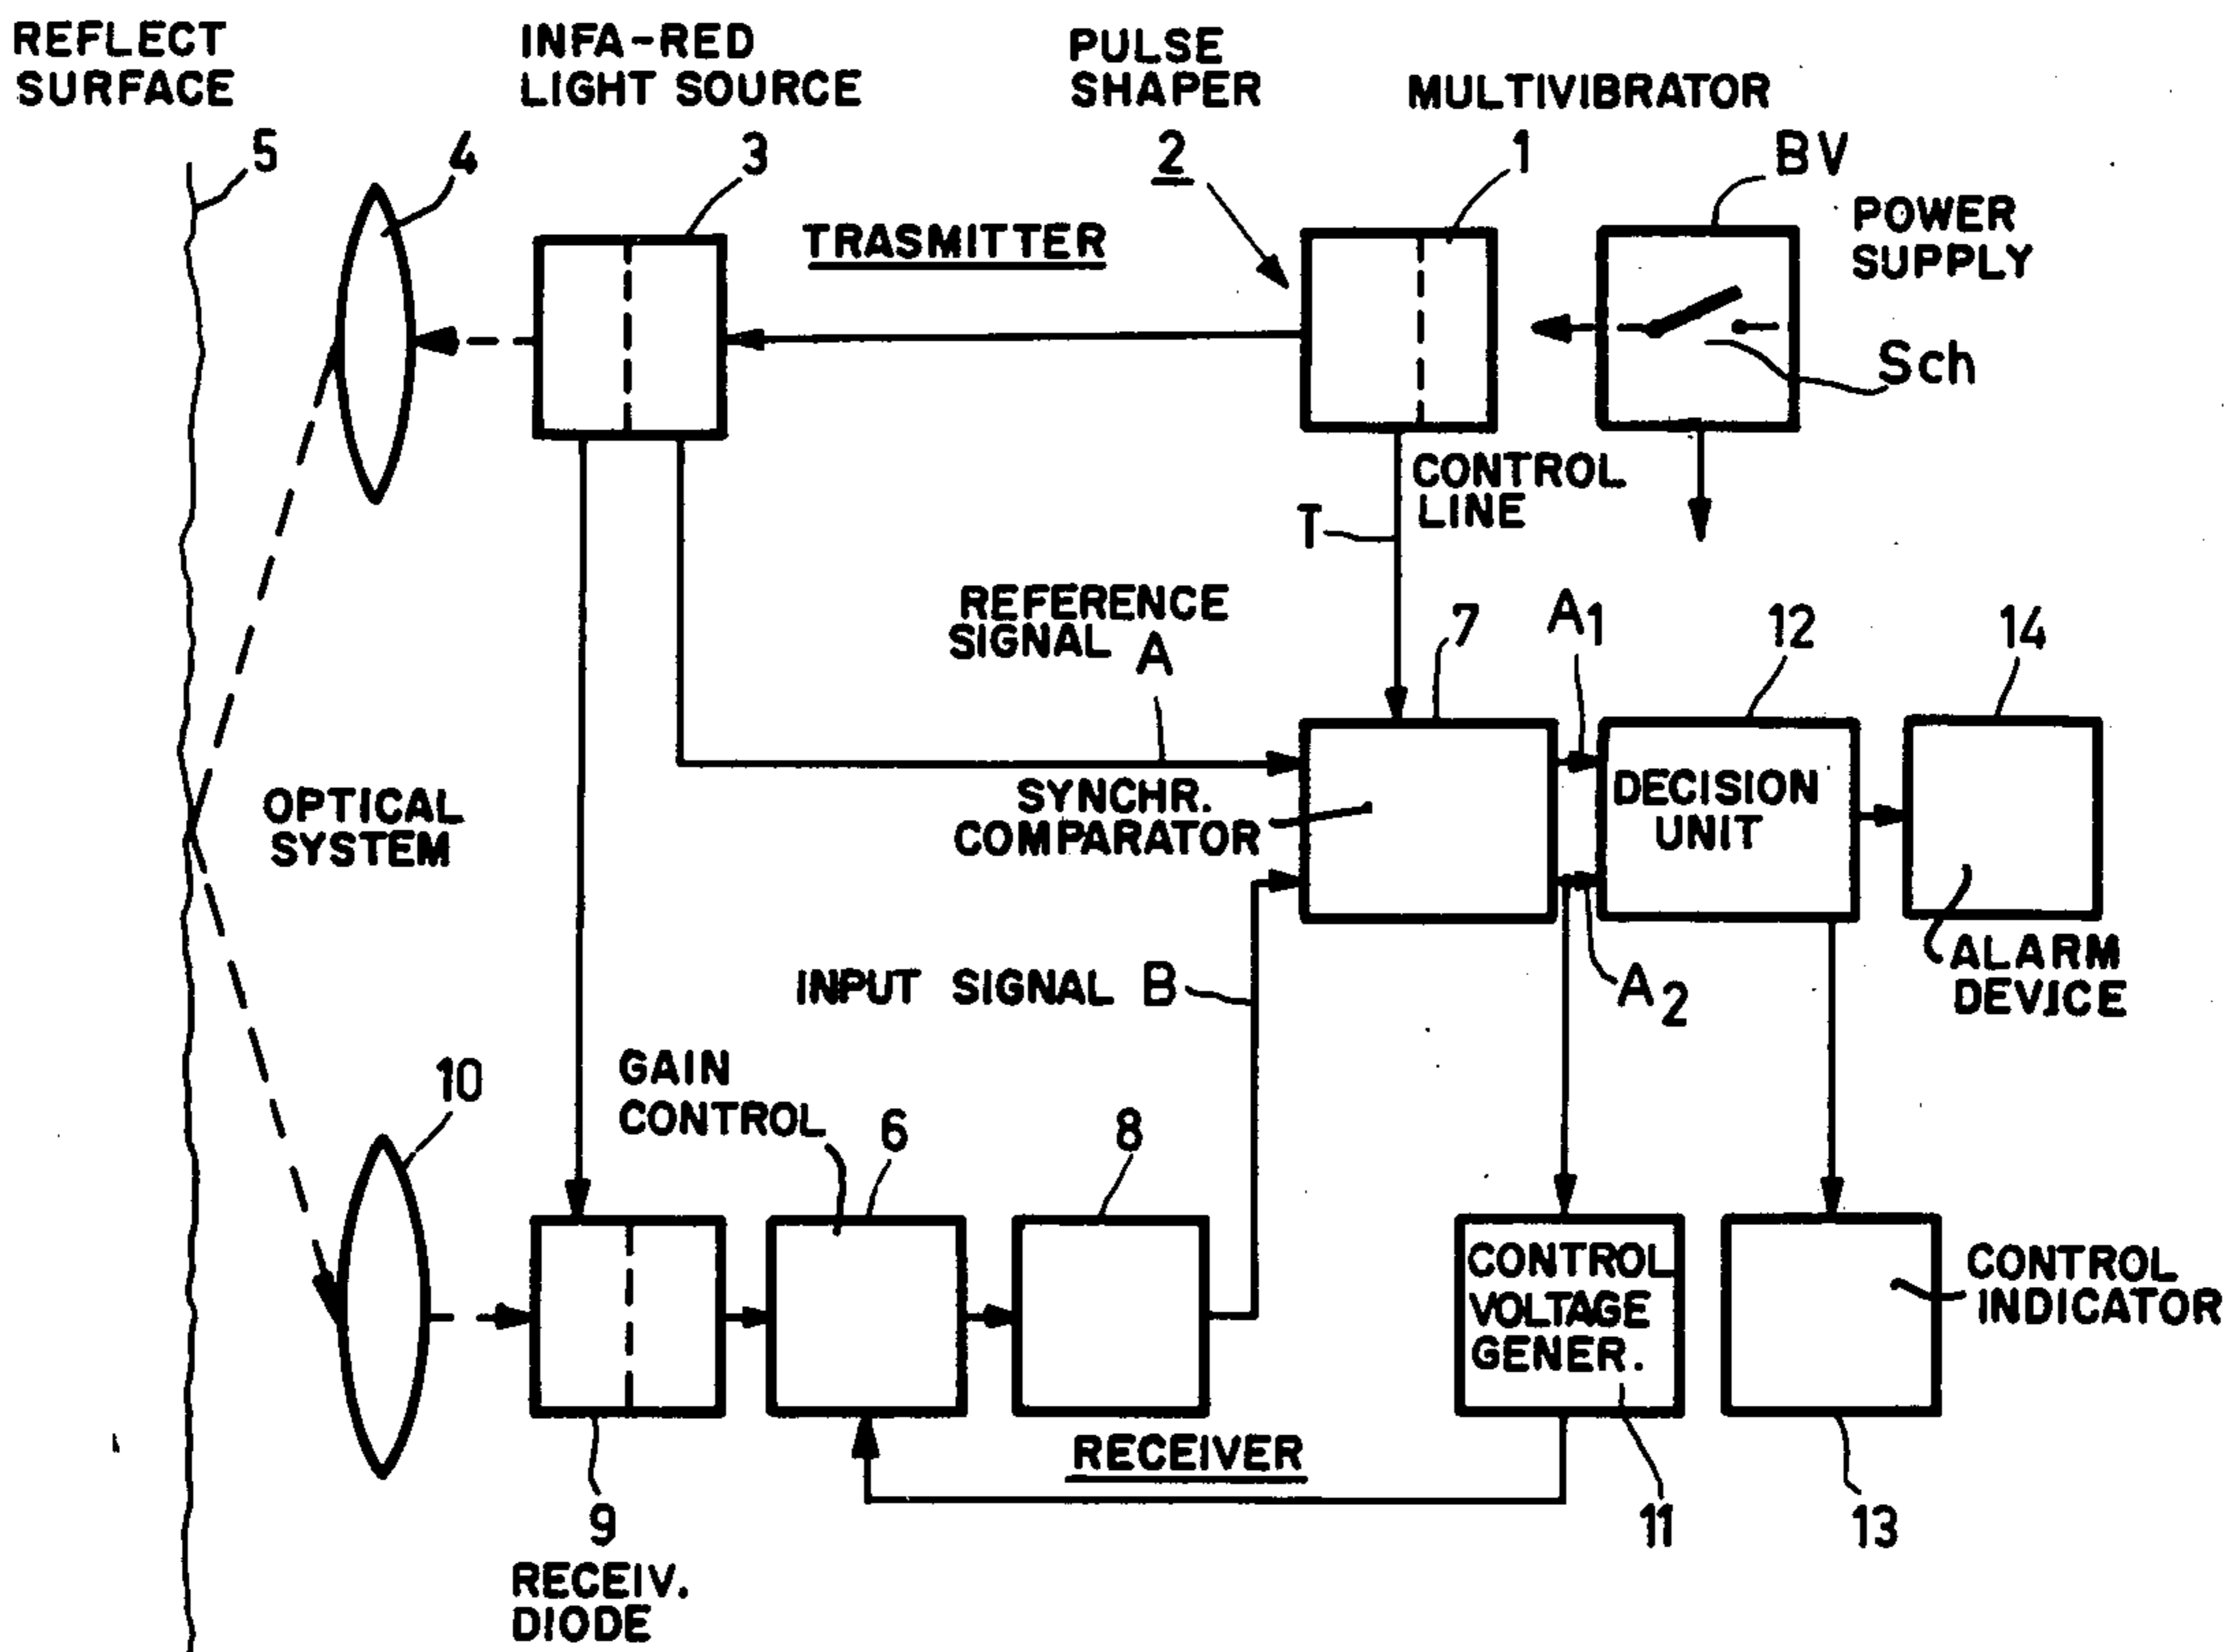 REFLECT
SURFACE
5
4
INFA-RED
LIGHT SOURCE
3
PULSE
SHAPER
2
MULTIVIBRATOR
1
BV
POWER
SUPPLY
Sch
TRASMITTER
CONTROL
LINE
T
REFERENCE
SIGNAL A
7
A1
12
14
OPTICAL
SYSTEM
SYNCHR.
COMPARATOR
DECISION
UNIT
ALARM
DEVICE
INPUT SIGNAL B
A2
10
GAIN
CONTROL
6
8
CONTROL
VOLTAGE
GENER.
CONTROL
INDICATOR
RECEIVER
9
RECEIV.
DIODE
11
13